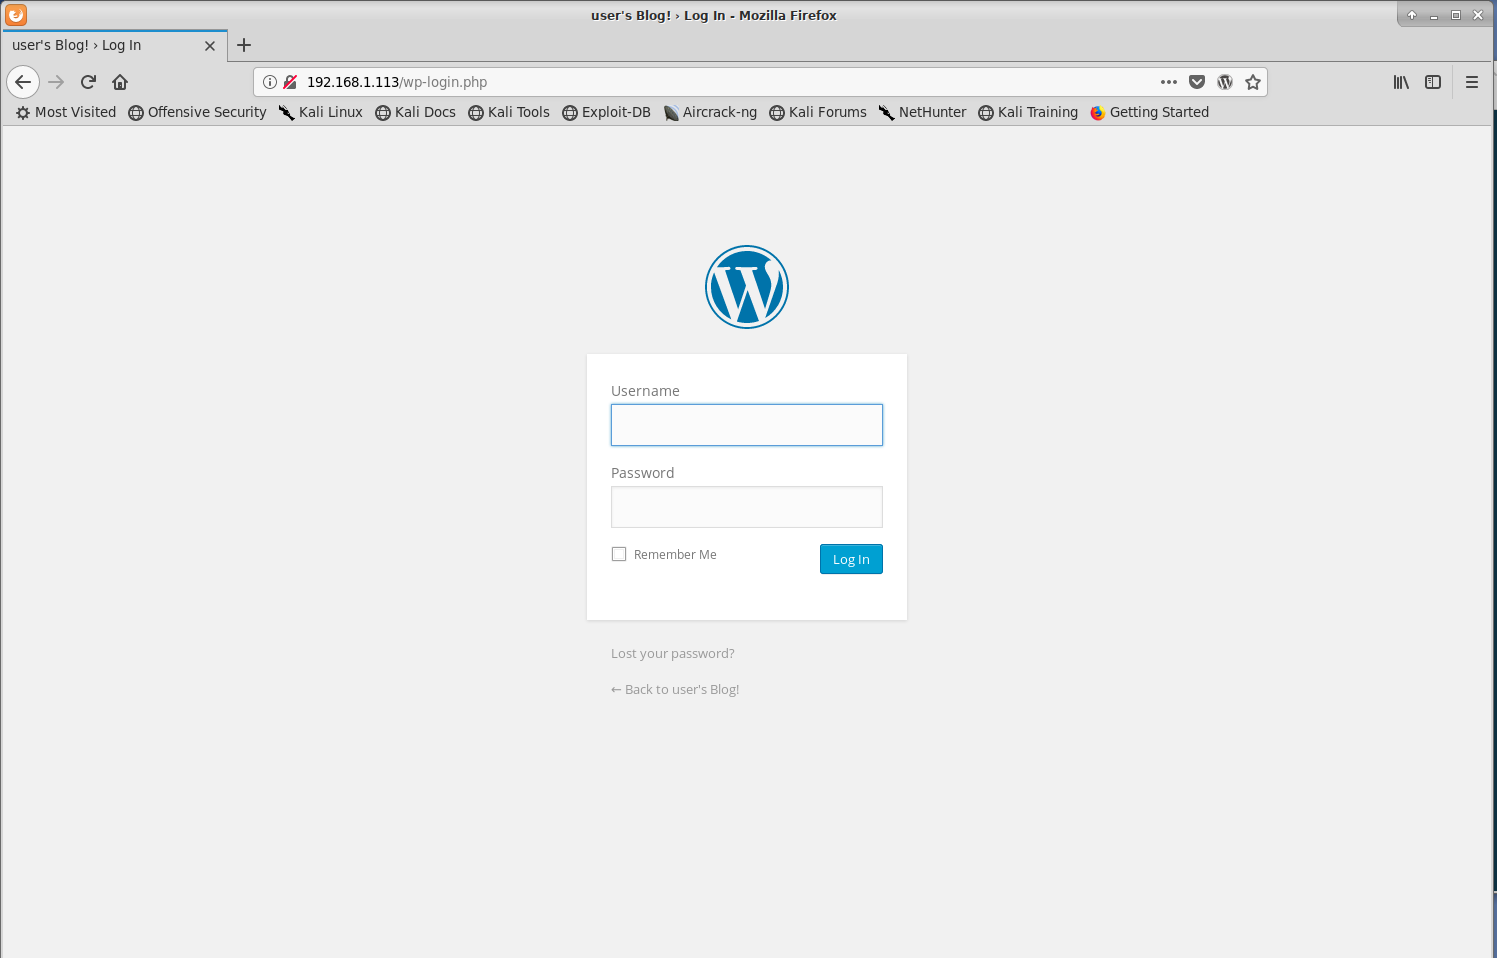 user's Blog! › Log In - Mozilla Firefox
user's Blog! › Log In
192.168.1.113/wp-login.php
Most Visited Offensive Security Kali Linux Kali Docs Kali Tools Exploit-DB Aircrack-ng Kali Forums NetHunter Kali Training Getting Started
W
Username
Password
Remember Me Log In
Lost your password?
← Back to user's Blog!